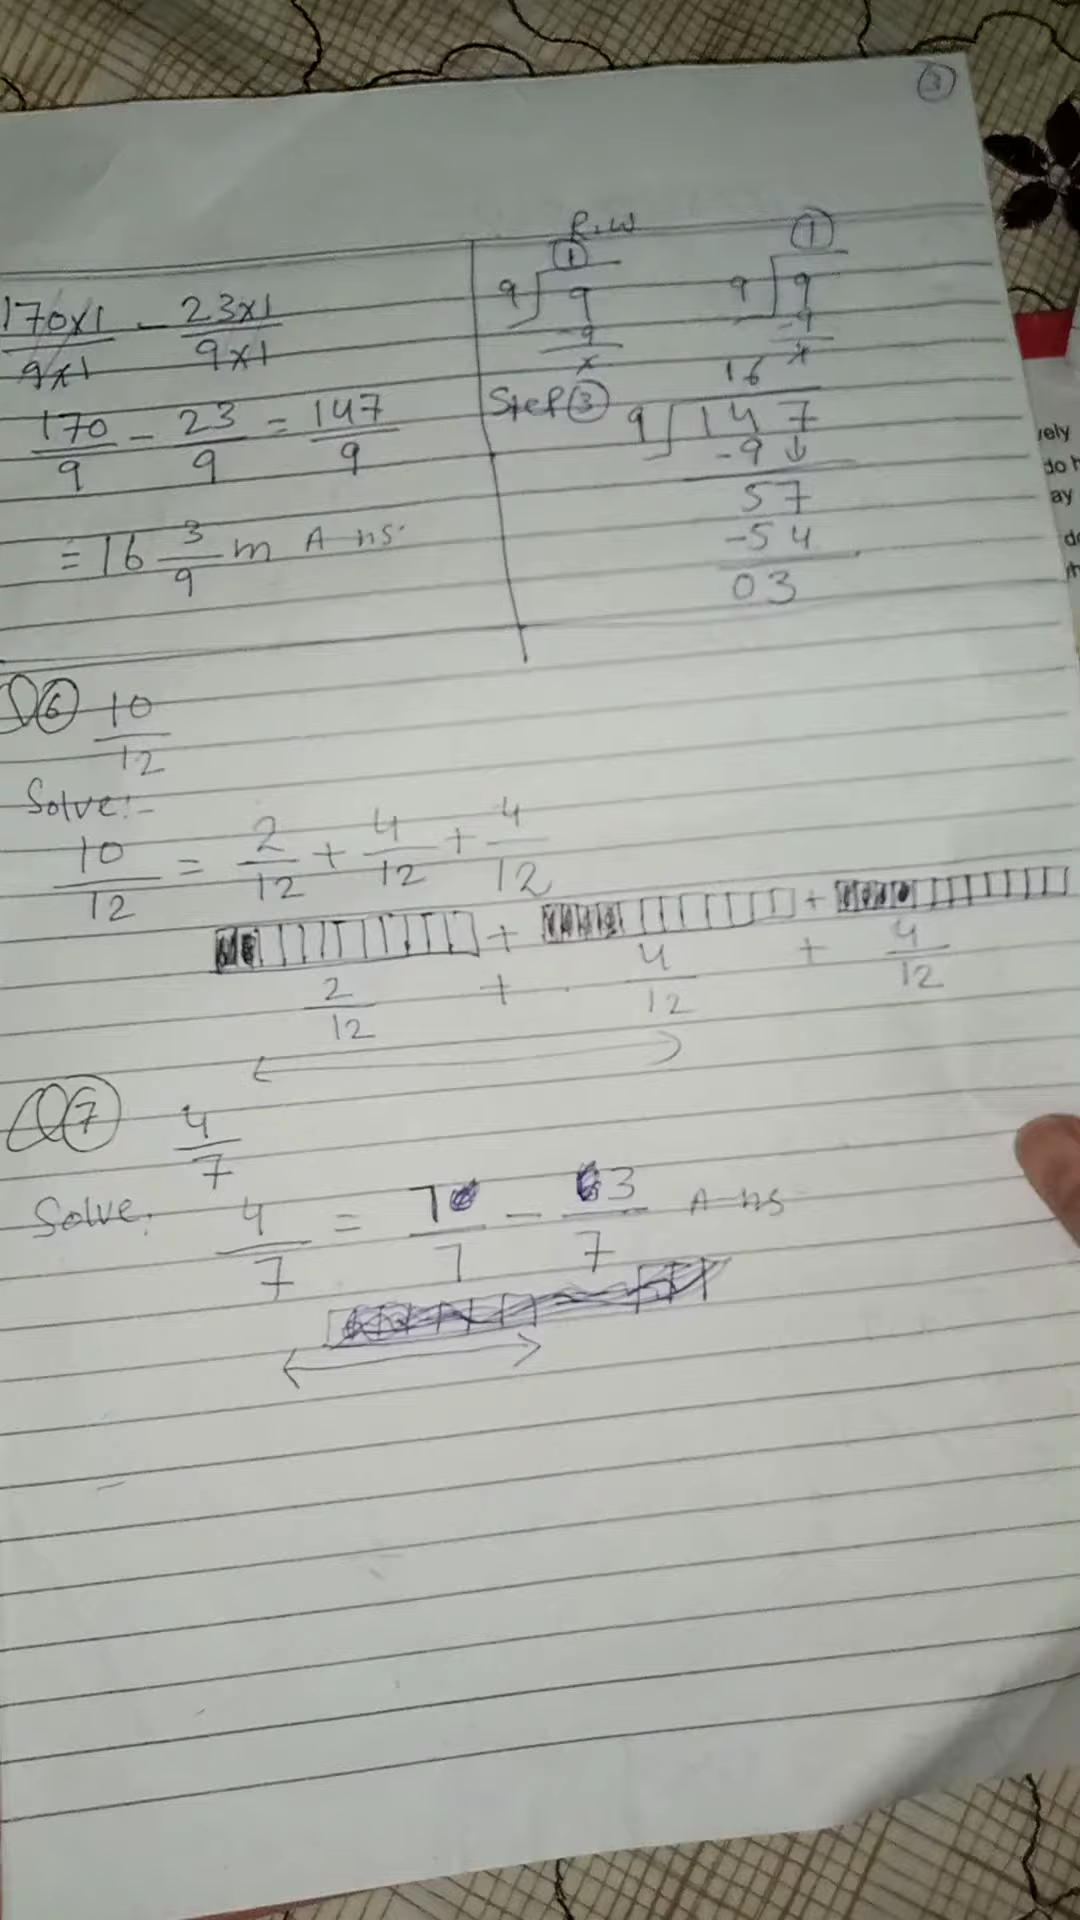 3
R.W
1
9 9
-9
x
1
9 9
-9
x
170x1/9x1 - 23x1/9x1
170/9 - 23/9 = 147/9
= 16 3/9 m Ans.
Step 3
16
9 147
-9↓
57
-54
03
Q6 10/12
Solve:-
10/12 = 2/12 + 4/12 + 4/12
+ +
2/12 + 4/12 + 4/12
Q7 4/7
Solve.
4/7 = 7/7 - 3/7 Ans